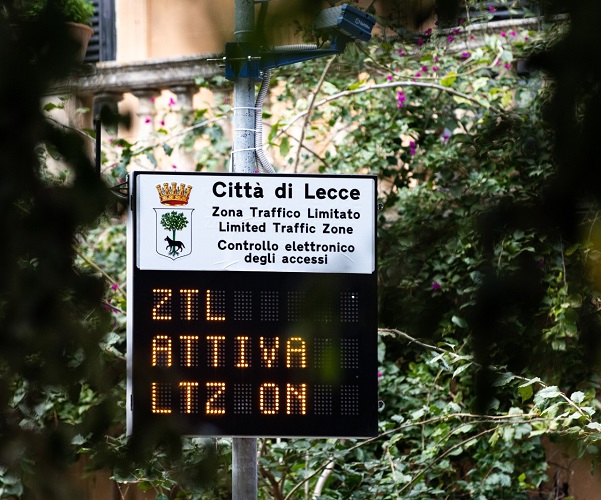 Città di Lecce
Zona Traffico Limitato
Limited Traffic Zone
Controllo elettronico
degli accessi
ZTL
ATTIVA
LTZ ON